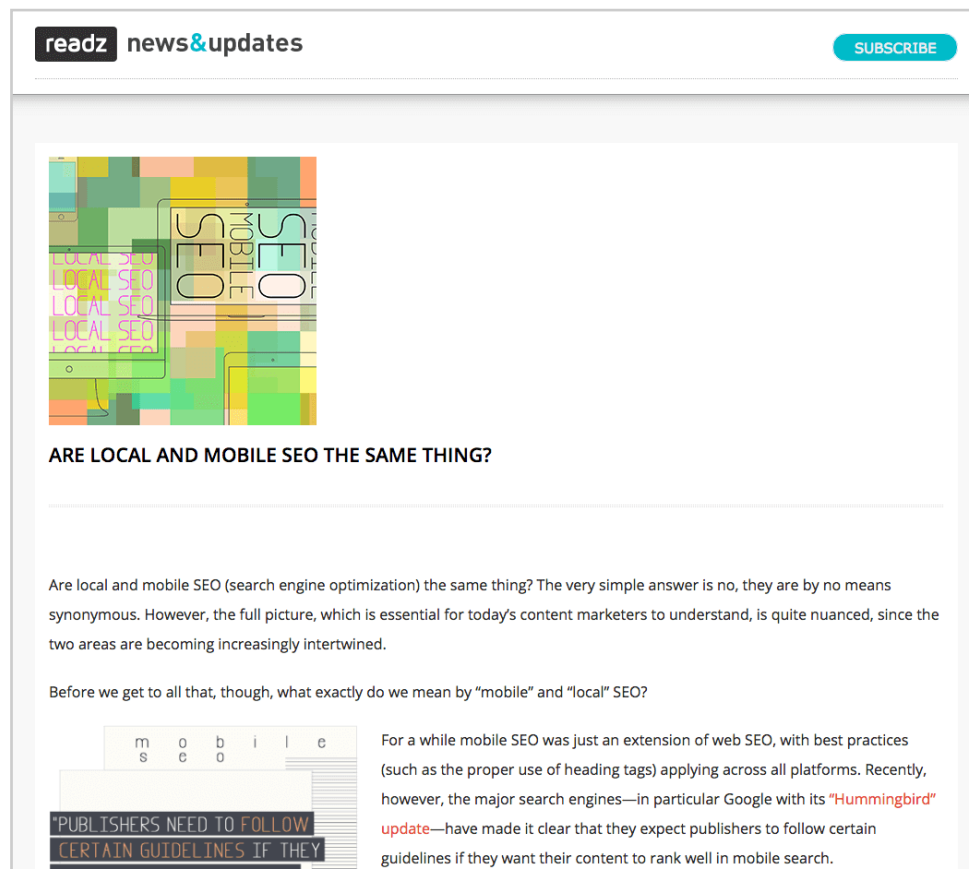 readz news&updates
SUBSCRIBE
LOCAL SEO
LOCAL SEO
LOCAL SEO
LOCAL SEO
LOCAL SEO
SEO
MOBILE
SEO
MOBILE
ARE LOCAL AND MOBILE SEO THE SAME THING?
Are local and mobile SEO (search engine optimization) the same thing? The very simple answer is no, they are by no means
synonymous. However, the full picture, which is essential for today’s content marketers to understand, is quite nuanced, since the
two areas are becoming increasingly intertwined.
Before we get to all that, though, what exactly do we mean by “mobile” and “local” SEO?
mobile
seo
"PUBLISHERS NEED TO FOLLOW
CERTAIN GUIDELINES IF THEY
For a while mobile SEO was just an extension of web SEO, with best practices
(such as the proper use of heading tags) applying across all platforms. Recently,
however, the major search engines—in particular Google with its “Hummingbird”
update—have made it clear that they expect publishers to follow certain
guidelines if they want their content to rank well in mobile search.